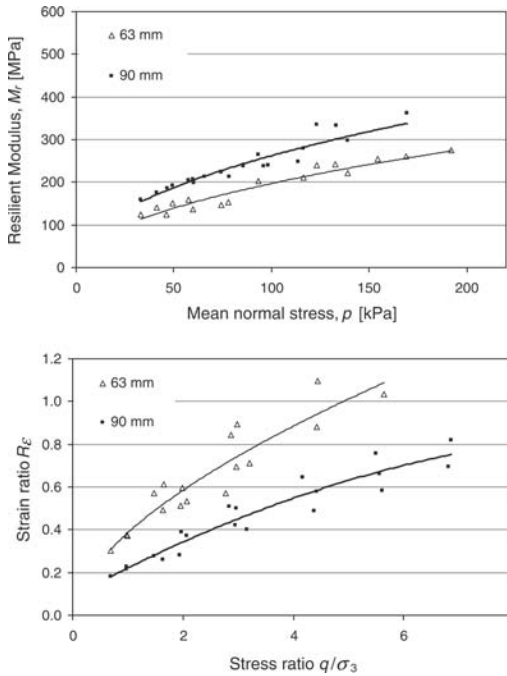 600
500
400
300
200
100
0
63 mm
90 mm
Resilient Modulus, Mr [MPa]
0 50 100 150 200
Mean normal stress, p [kPa]
1.2
1.0
0.8
0.6
0.4
0.2
0.0
63 mm
90 mm
Strain ratio Rε
0 2 4 6
Stress ratio q/σ3